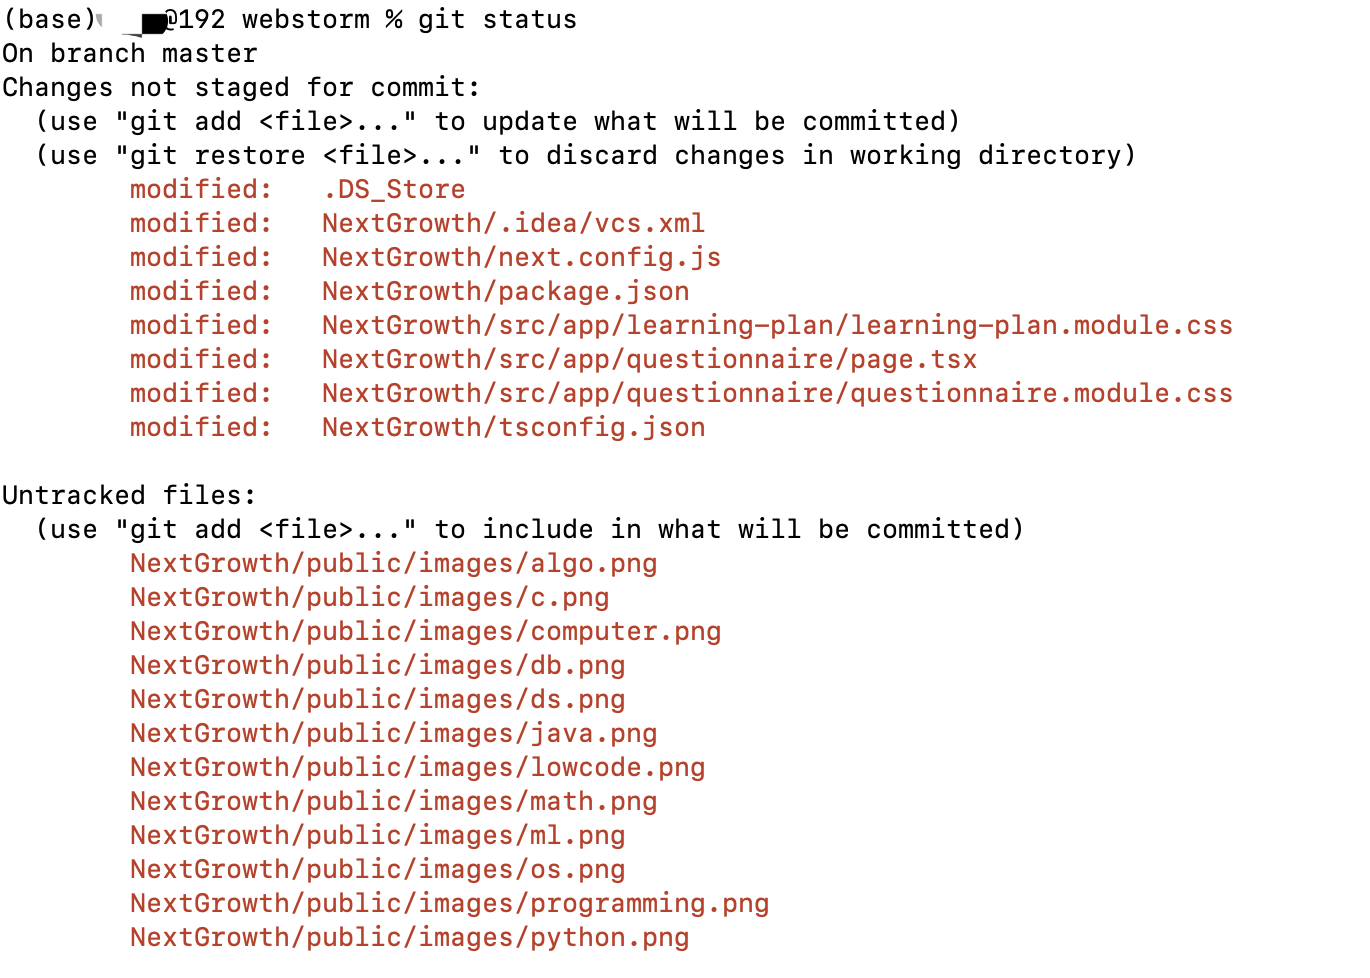 (base) @192 webstorm % git status
On branch master
Changes not staged for commit:
  (use "git add <file>..." to update what will be committed)
  (use "git restore <file>..." to discard changes in working directory)
        modified:   .DS_Store
        modified:   NextGrowth/.idea/vcs.xml
        modified:   NextGrowth/next.config.js
        modified:   NextGrowth/package.json
        modified:   NextGrowth/src/app/learning-plan/learning-plan.module.css
        modified:   NextGrowth/src/app/questionnaire/page.tsx
        modified:   NextGrowth/src/app/questionnaire/questionnaire.module.css
        modified:   NextGrowth/tsconfig.json

Untracked files:
  (use "git add <file>..." to include in what will be committed)
        NextGrowth/public/images/algo.png
        NextGrowth/public/images/c.png
        NextGrowth/public/images/computer.png
        NextGrowth/public/images/db.png
        NextGrowth/public/images/ds.png
        NextGrowth/public/images/java.png
        NextGrowth/public/images/lowcode.png
        NextGrowth/public/images/math.png
        NextGrowth/public/images/ml.png
        NextGrowth/public/images/os.png
        NextGrowth/public/images/programming.png
        NextGrowth/public/images/python.png